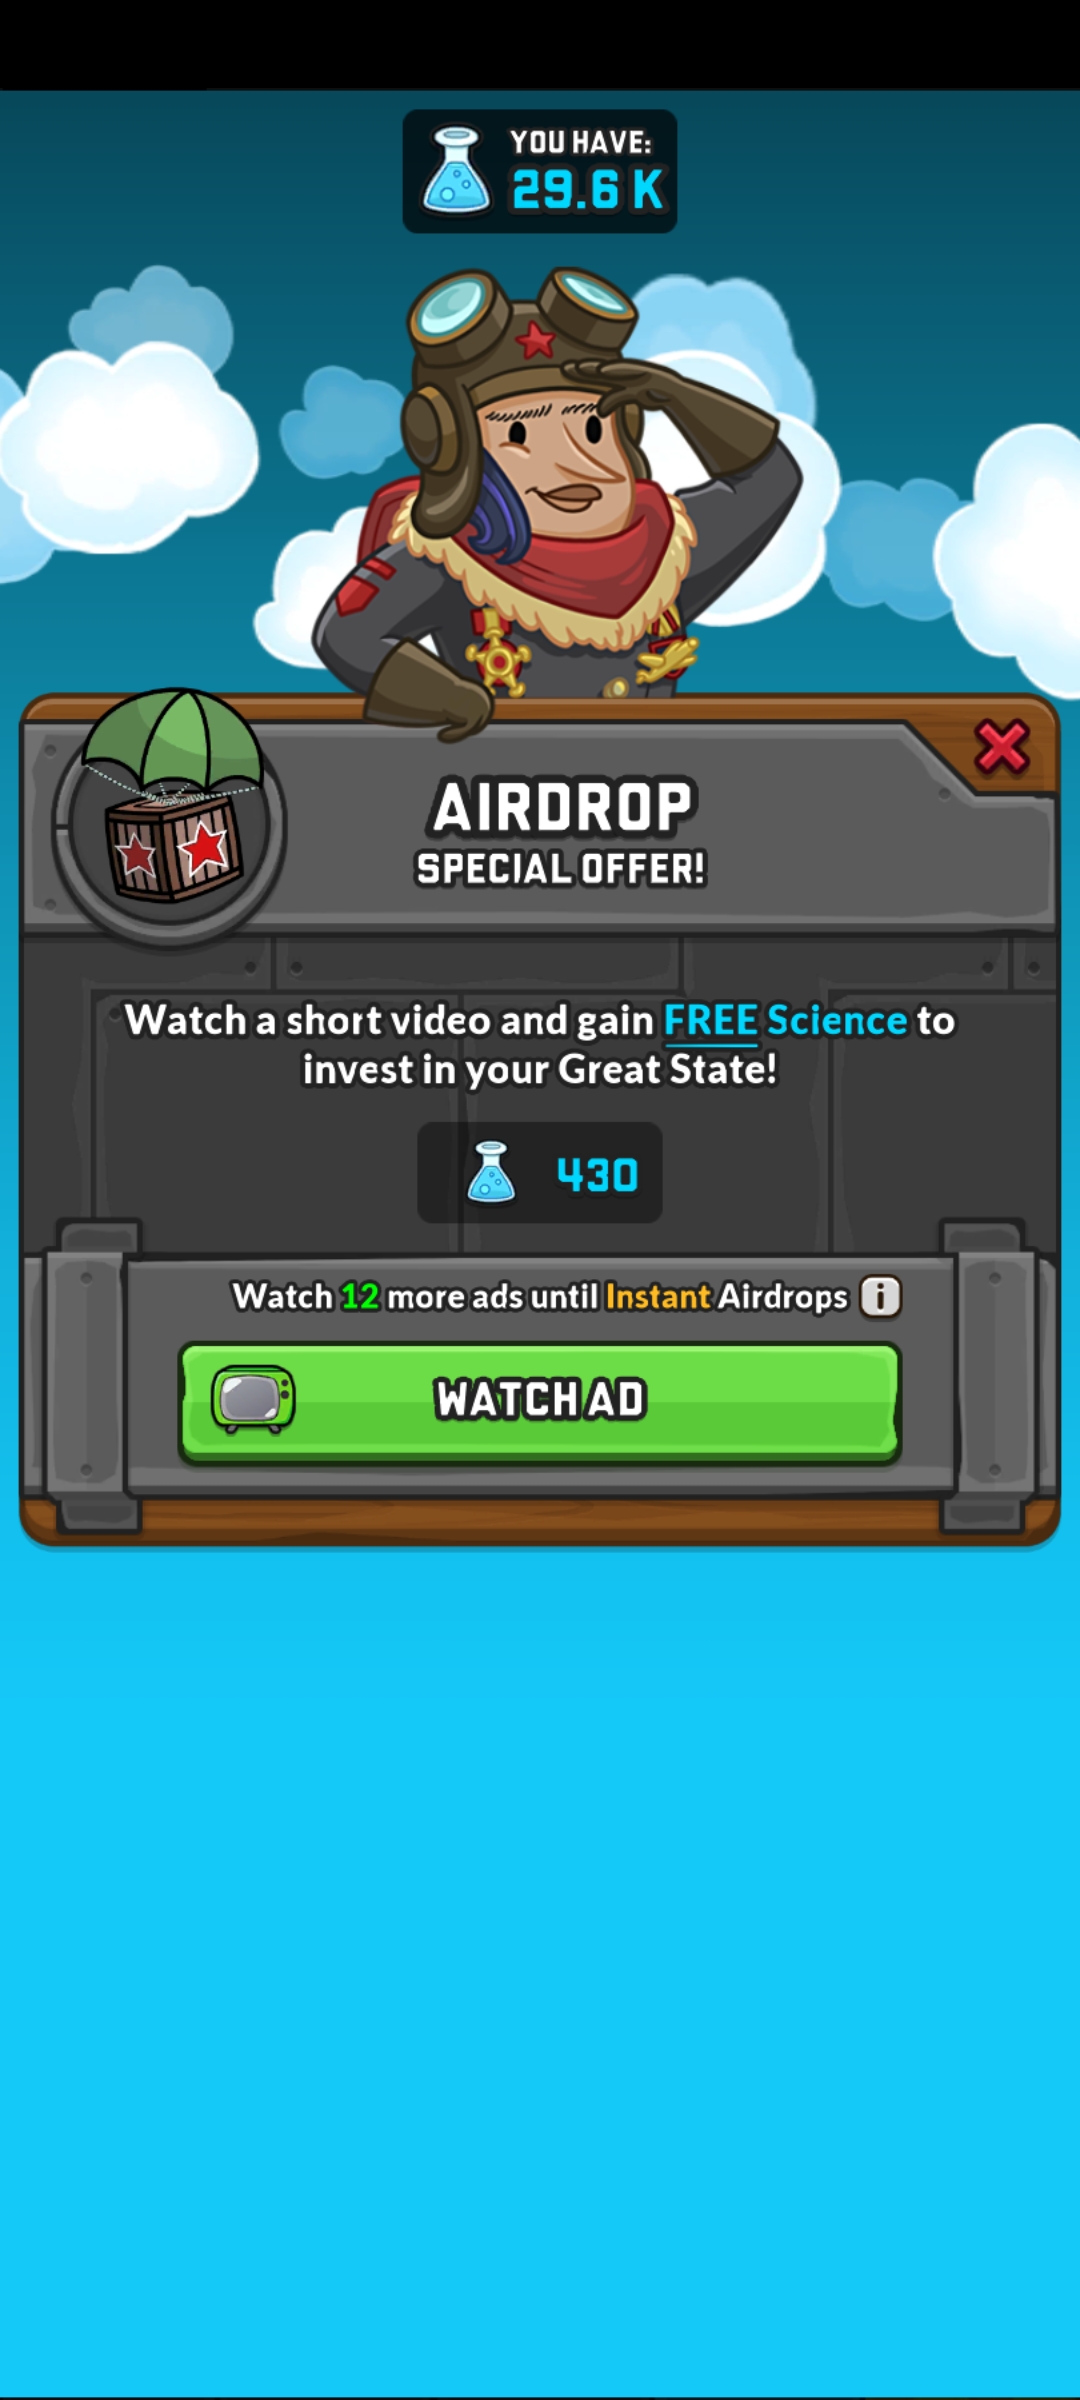 YOU HAVE:
29.6 K
AIRDROP
SPECIAL OFFER!
Watch a short video and gain FREE Science to
invest in your Great State!
430
Watch 12 more ads until Instant Airdrops i
WATCH AD